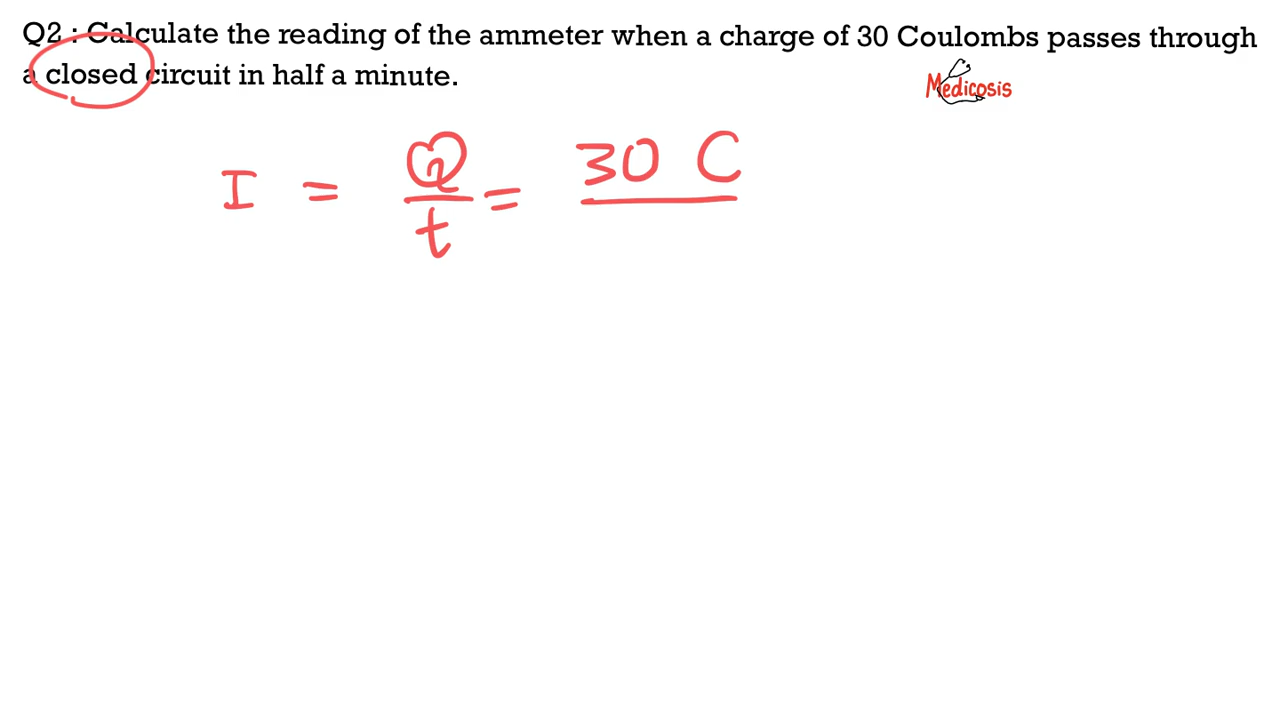 Q2 : Calculate the reading of the ammeter when a charge of 30 Coulombs passes through
a closed circuit in half a minute.
Medicosis
I = Q/t = 30 C